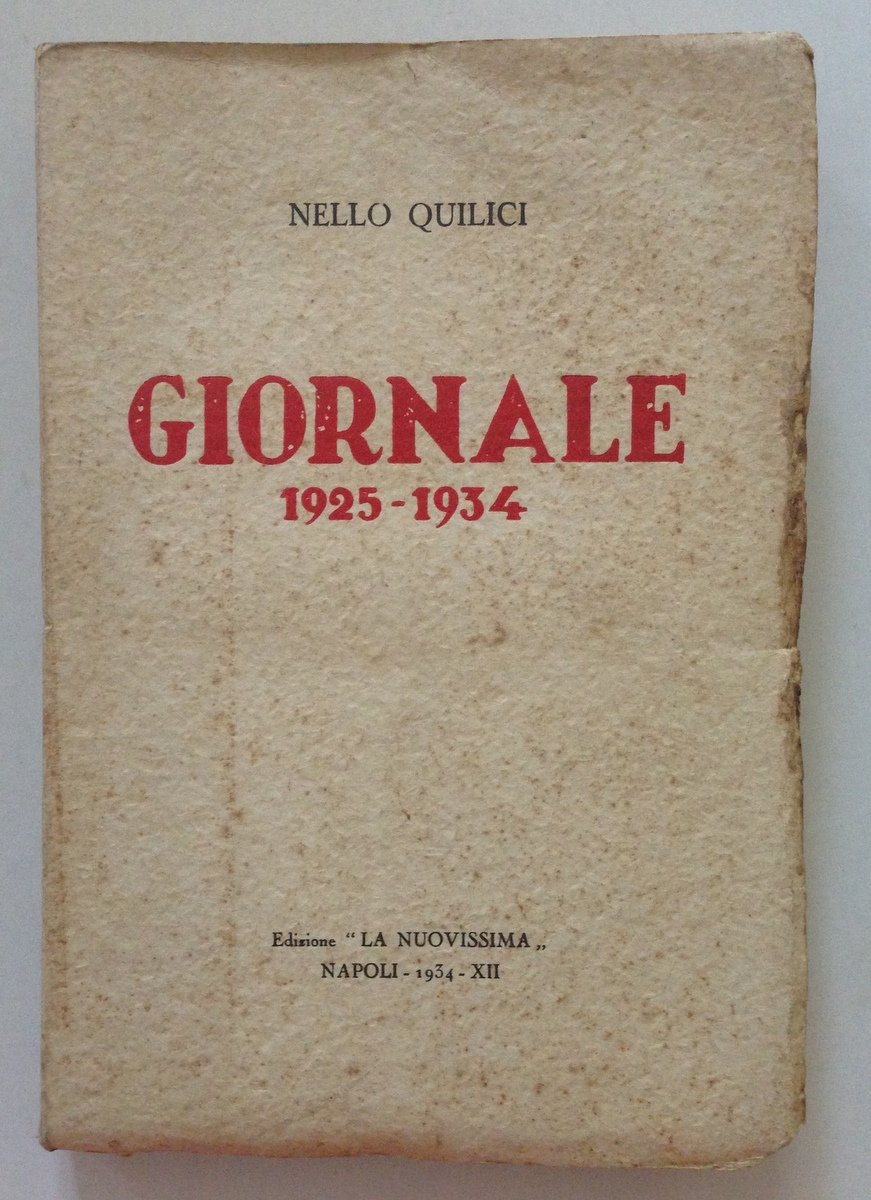 NELLO QUILICI
GIORNALE
1925-1934
Edizione “LA NUOVISSIMA„
NAPOLI - 1934 - XII